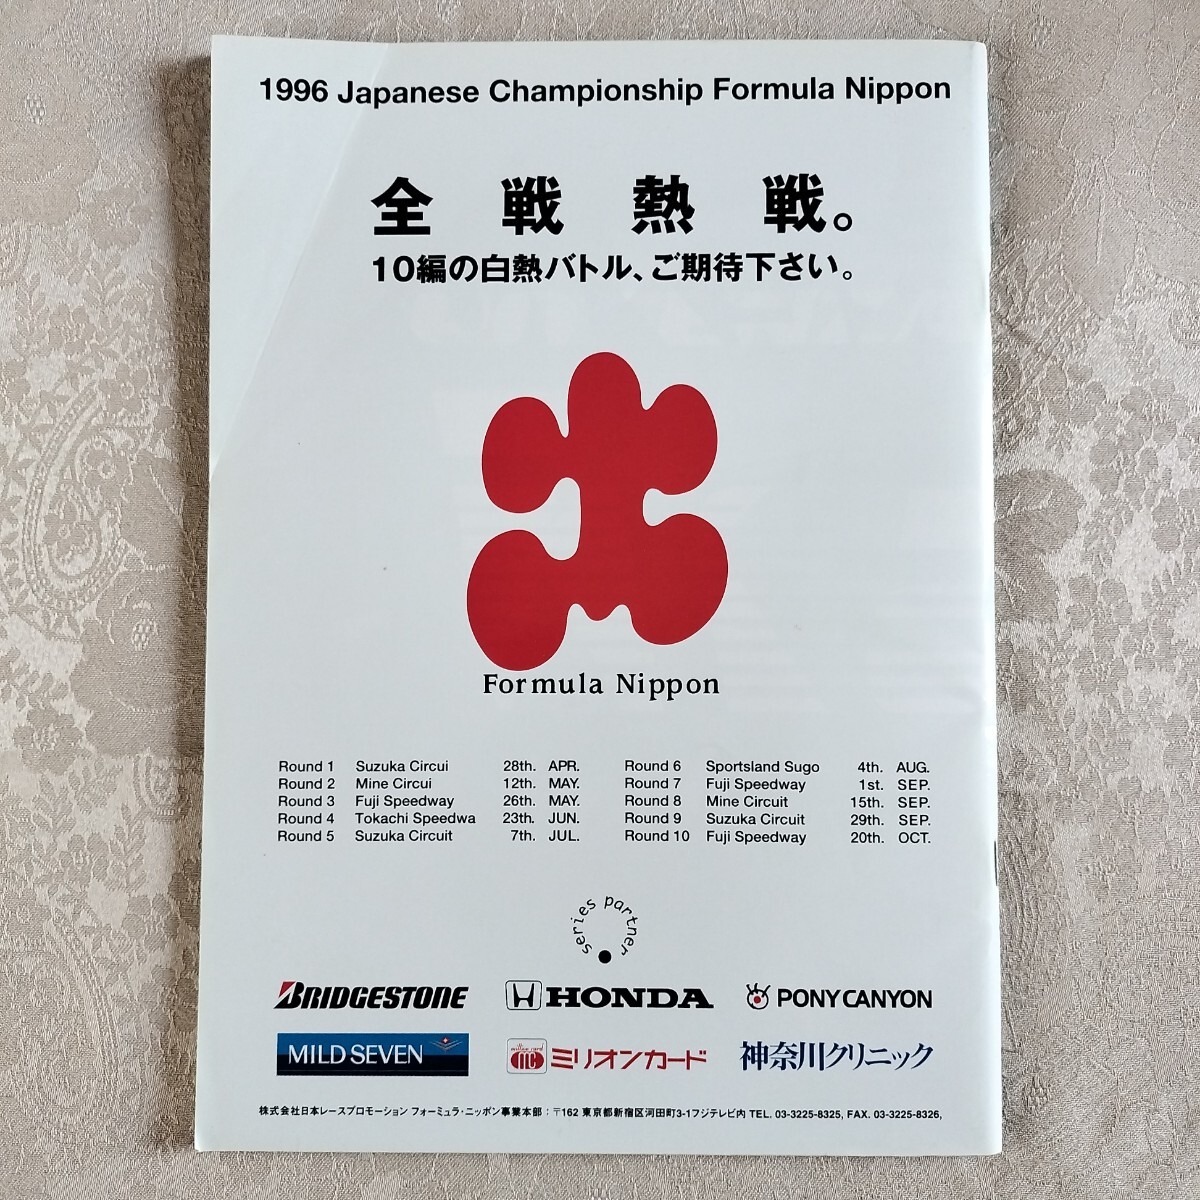 1996 Japanese Championship Formula Nippon
全戦熱戦。
10編の白熱バトル、ご期待下さい。
Formula Nippon
Round 1 Suzuka Circui 28th. APR.
Round 2 Mine Circui 12th. MAY.
Round 3 Fuji Speedway 26th. MAY.
Round 4 Tokachi Speedwa 23th. JUN.
Round 5 Suzuka Circuit 7th. JUL.
Round 6 Sportsland Sugo 4th. AUG.
Round 7 Fuji Speedway 1st. SEP.
Round 8 Mine Circuit 15th. SEP.
Round 9 Suzuka Circuit 29th. SEP.
Round 10 Fuji Speedway 20th. OCT.
series partner
BRIDGESTONE HONDA PONY CANYON
MILD SEVEN million card ミリオンカード 神奈川クリニック
株式会社日本レースプロモーション フォーミュラ・ニッポン事業本部：〒162 東京都新宿区河田町3-1フジテレビ内 TEL. 03-3225-8325, FAX. 03-3225-8326,